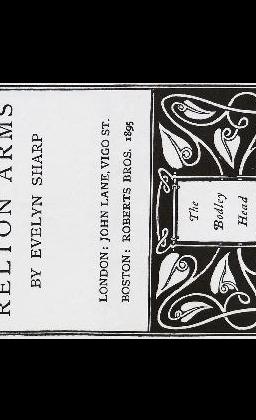 RELTON ARMS
BY EVELYN SHARP
LONDON: JOHN LANE, VIGO ST.
BOSTON: ROBERTS BROS. 1895
The
Bodley
Head